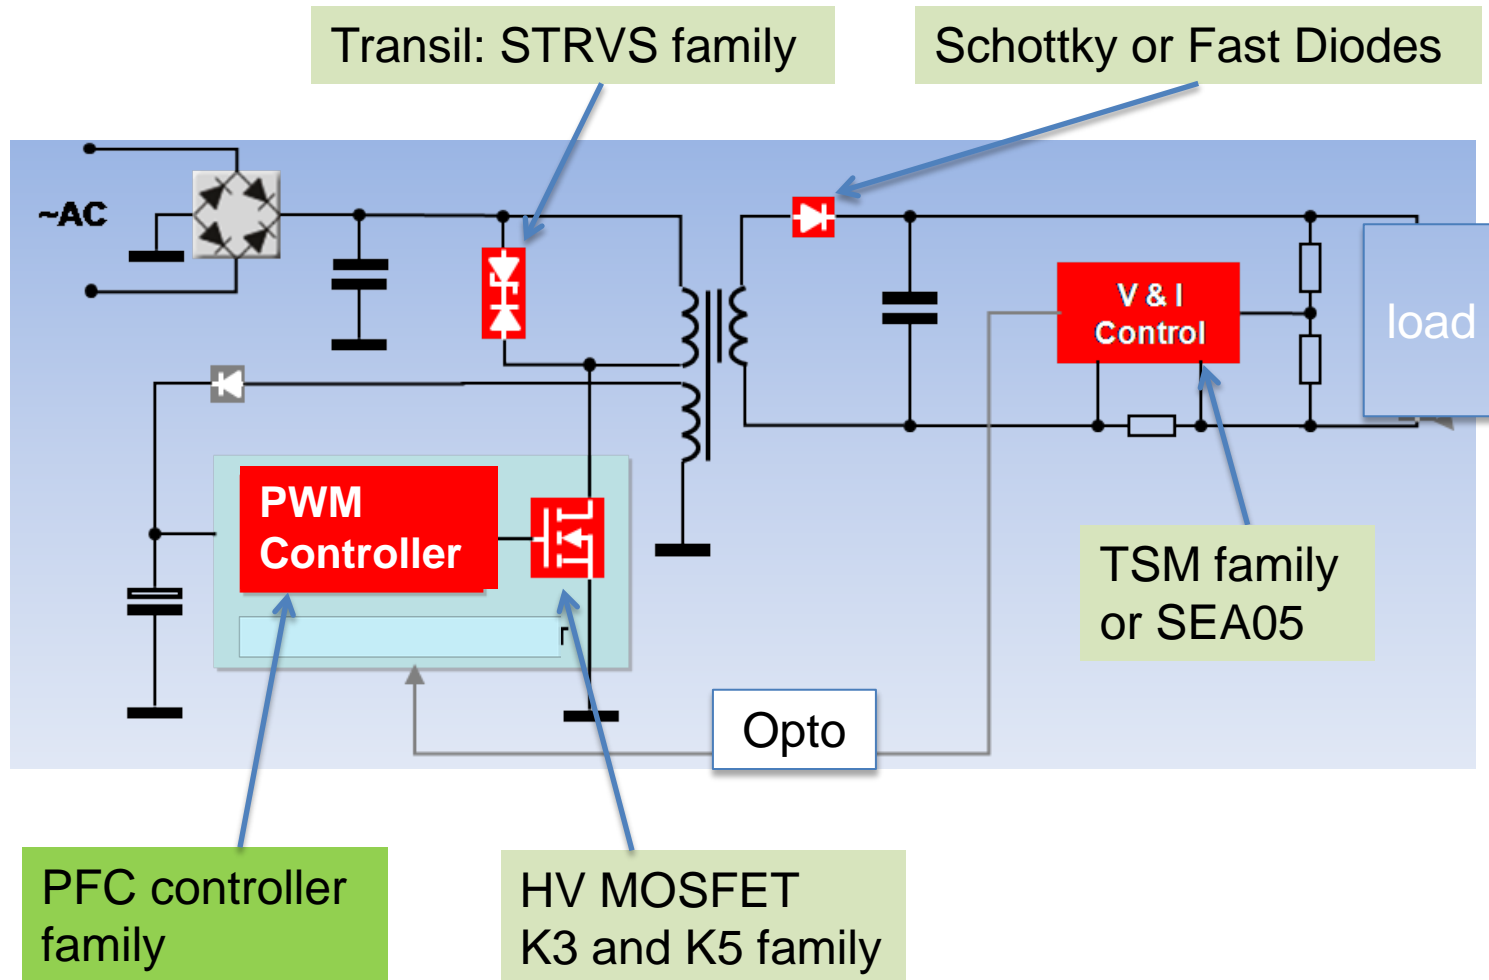 Transil: STRVS family
Schottky or Fast Diodes
~AC
V & I
Control
load
PWM
Controller
TSM family
or SEA05
Opto
PFC controller
family
HV MOSFET
K3 and K5 family